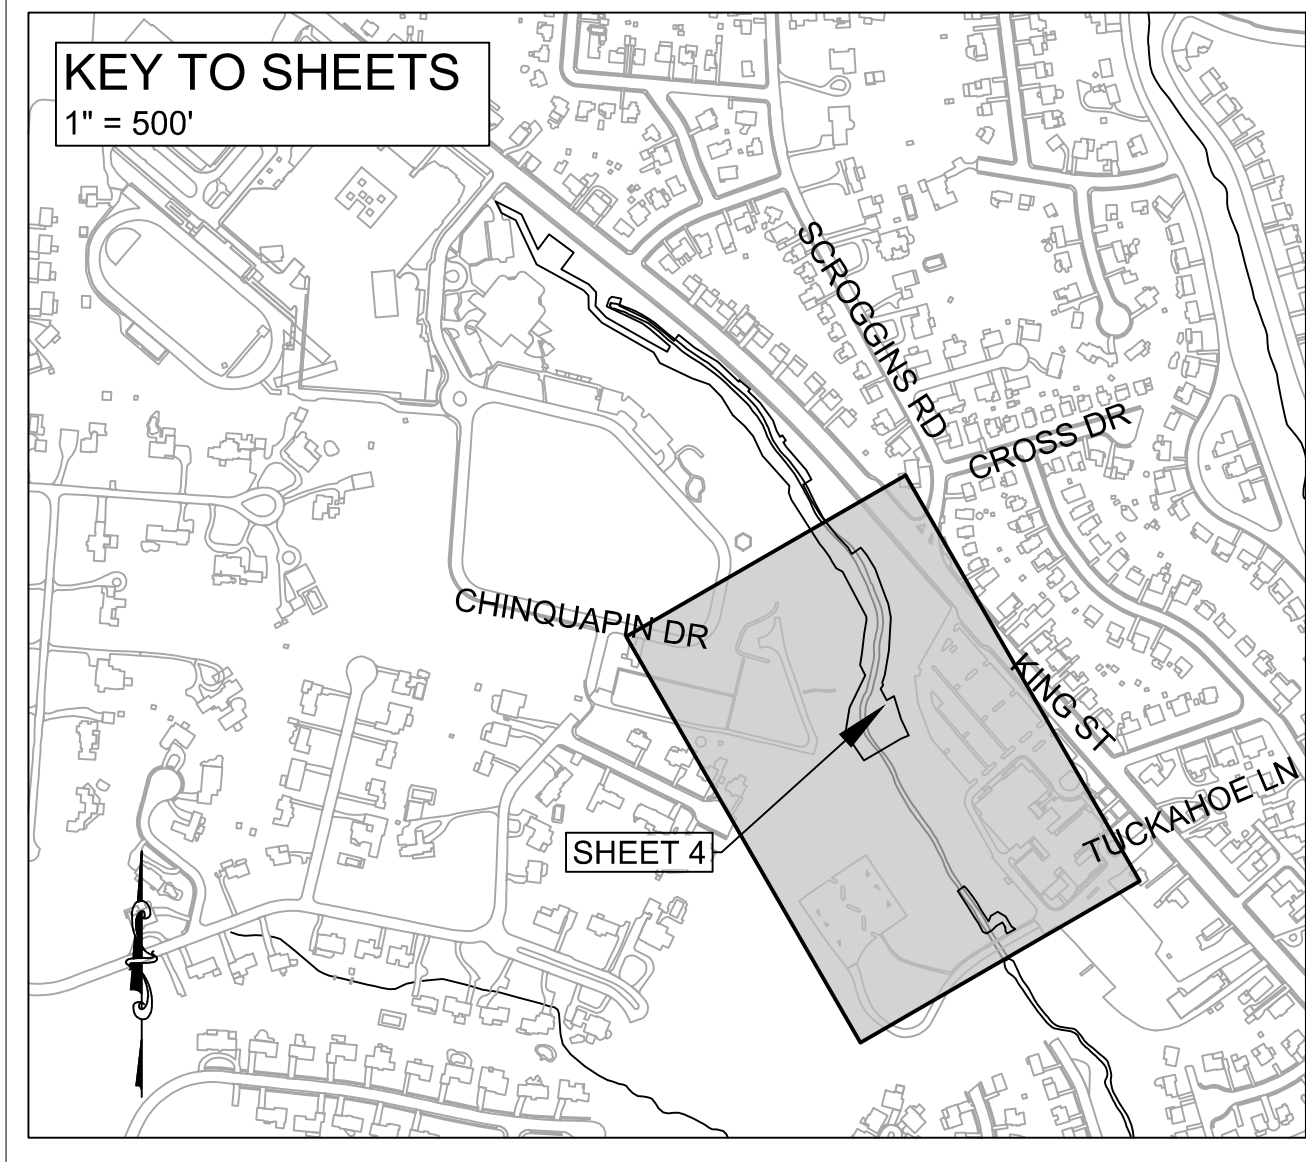 KEY TO SHEETS
1" = 500'
SCROGGINS RD
CROSS DR
CHINQUAPIN DR
KING ST
TUCKAHOE LN
SHEET 4